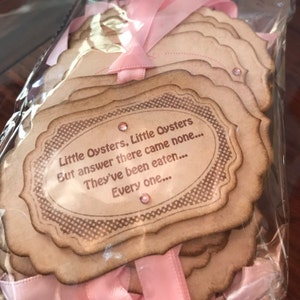 Little Oysters, Little Oysters
But answer there came none...
They've been eaten...
Every one...